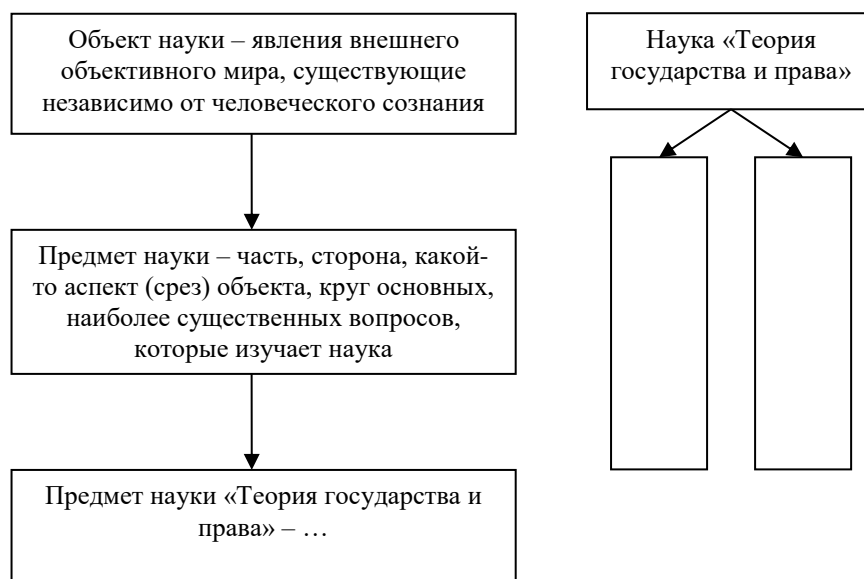 Объект науки – явления внешнего
объективного мира, существующие
независимо от человеческого сознания
Наука «Теория
государства и права»
Предмет науки – часть, сторона, какой-
то аспект (срез) объекта, круг основных,
наиболее существенных вопросов,
которые изучает наука
Предмет науки «Теория государства и
права» – …